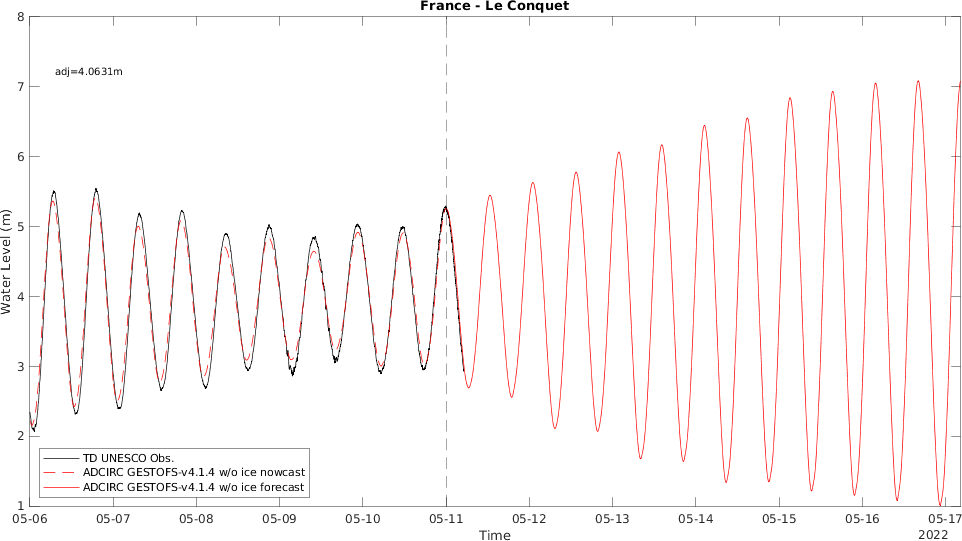 France - Le Conquet
8
7
6
5
4
3
2
1
Water Level (m)
adj=4.0631m
TD UNESCO Obs.
ADCIRC GESTOFS-v4.1.4 w/o ice nowcast
ADCIRC GESTOFS-v4.1.4 w/o ice forecast
05-06 05-07 05-08 05-09 05-10 05-11 05-12 05-13 05-14 05-15 05-16 05-17
Time
2022